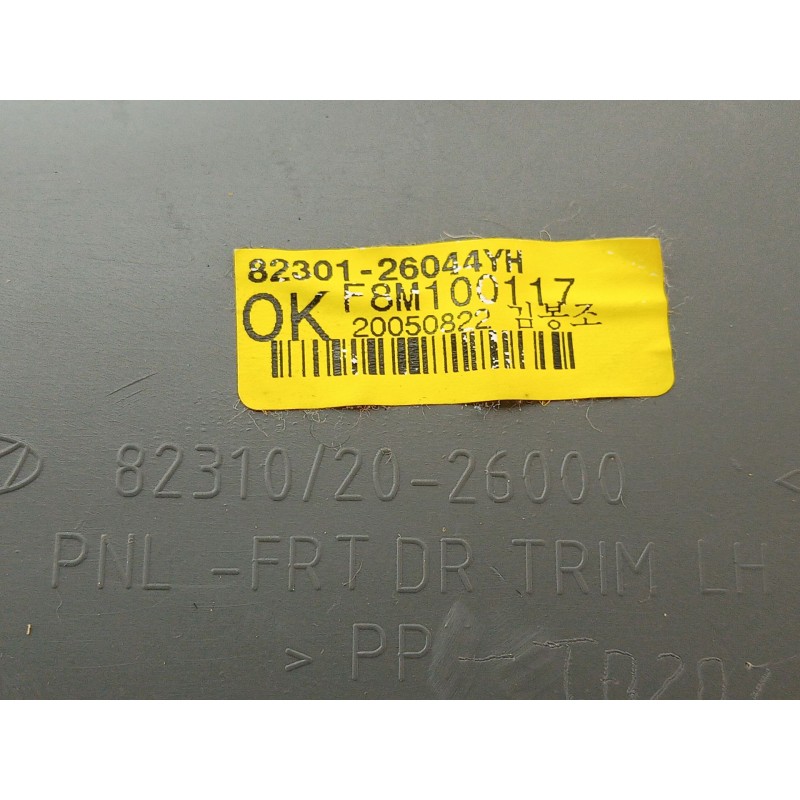 82301-26044YH
OK F8M100117
20050822 김봉조
82310/20-26000
PNL -FRT DR TRIM LH
> PP